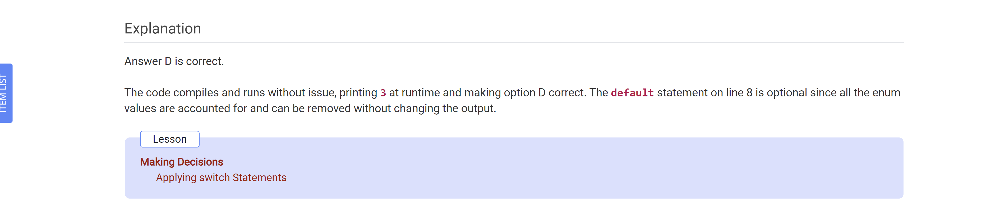 Explanation
Answer D is correct.
ITEM LIST
The code compiles and runs without issue, printing 3 at runtime and making option D correct. The default statement on line 8 is optional since all the enum
values are accounted for and can be removed without changing the output.
Lesson
Making Decisions
Applying switch Statements